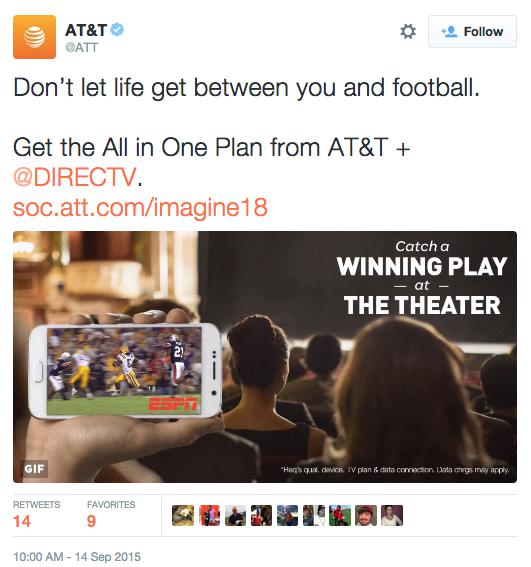 AT&T
@ATT
Follow
Don't let life get between you and football.
Get the All in One Plan from AT&T +
@DIRECTV.
soc.att.com/imagine18
Catch a
WINNING PLAY
— at —
THE THEATER
ESPN
*Req's qual. device, TV plan & data connection. Data chrgs may apply.
GIF
RETWEETS FAVORITES
14 9
10:00 AM - 14 Sep 2015